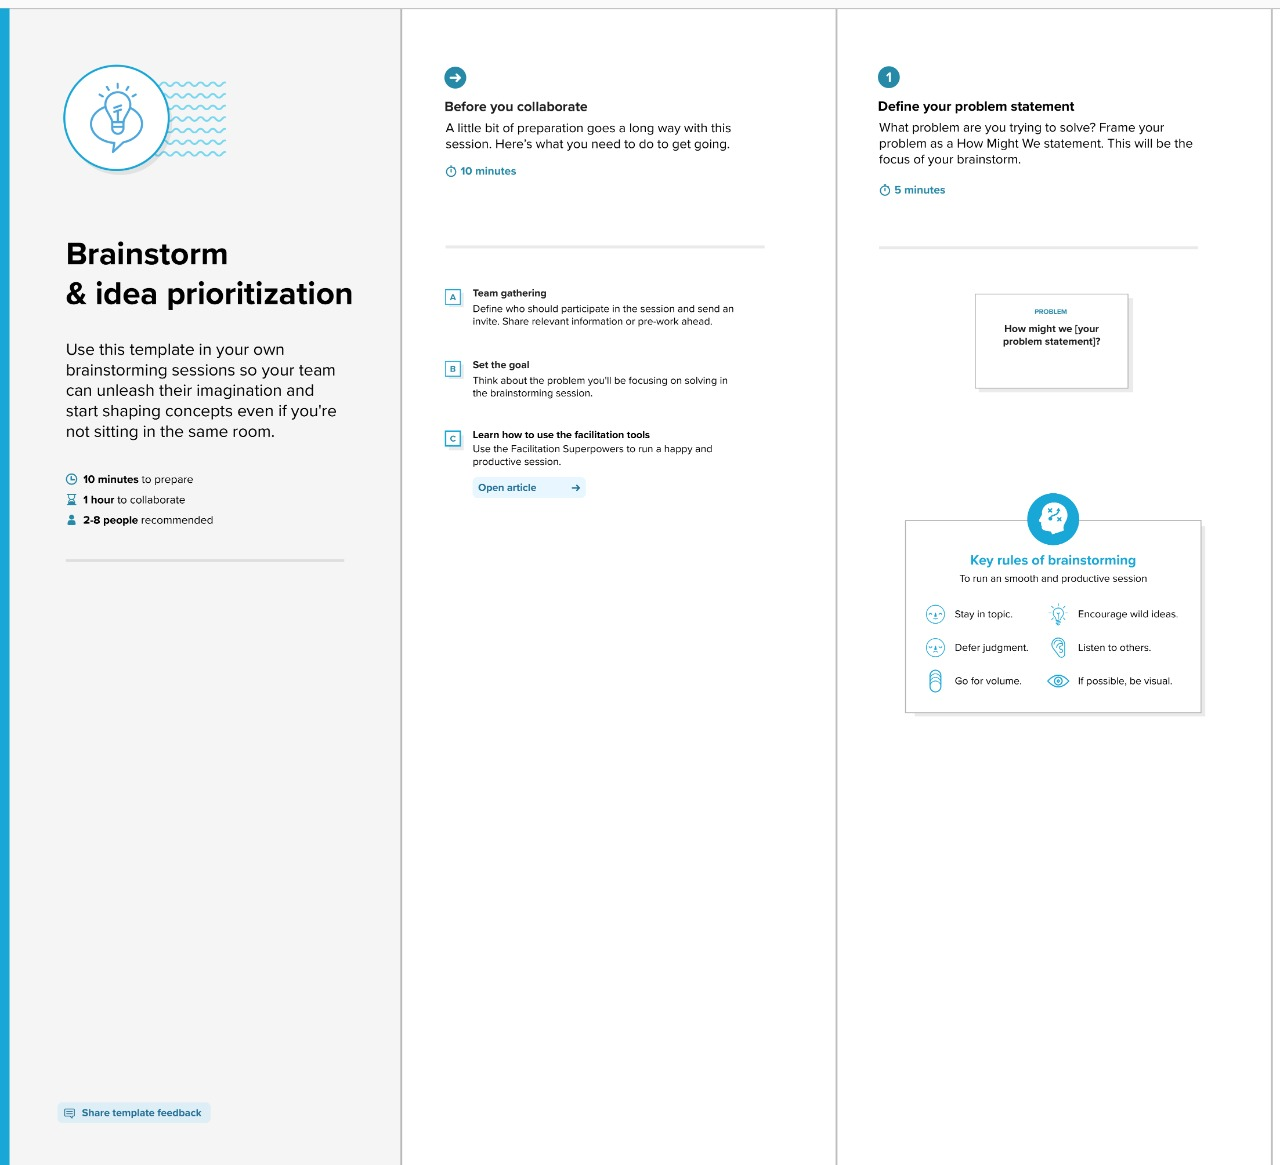 Brainstorm
& idea prioritization
Use this template in your own
brainstorming sessions so your team
can unleash their imagination and
start shaping concepts even if you're
not sitting in the same room.
10 minutes to prepare
1 hour to collaborate
2-8 people recommended
Share template feedback
Before you collaborate
A little bit of preparation goes a long way with this
session. Here's what you need to do to get going.
10 minutes
A
Team gathering
Define who should participate in the session and send an
invite. Share relevant information or pre-work ahead.
B
Set the goal
Think about the problem you'll be focusing on solving in
the brainstorming session.
C
Learn how to use the facilitation tools
Use the Facilitation Superpowers to run a happy and
productive session.
Open article
1
Define your problem statement
What problem are you trying to solve? Frame your
problem as a How Might We statement. This will be the
focus of your brainstorm.
5 minutes
PROBLEM
How might we [your
problem statement]?
Key rules of brainstorming
To run an smooth and productive session
Stay in topic.
Encourage wild ideas.
Defer judgment.
Listen to others.
Go for volume.
If possible, be visual.